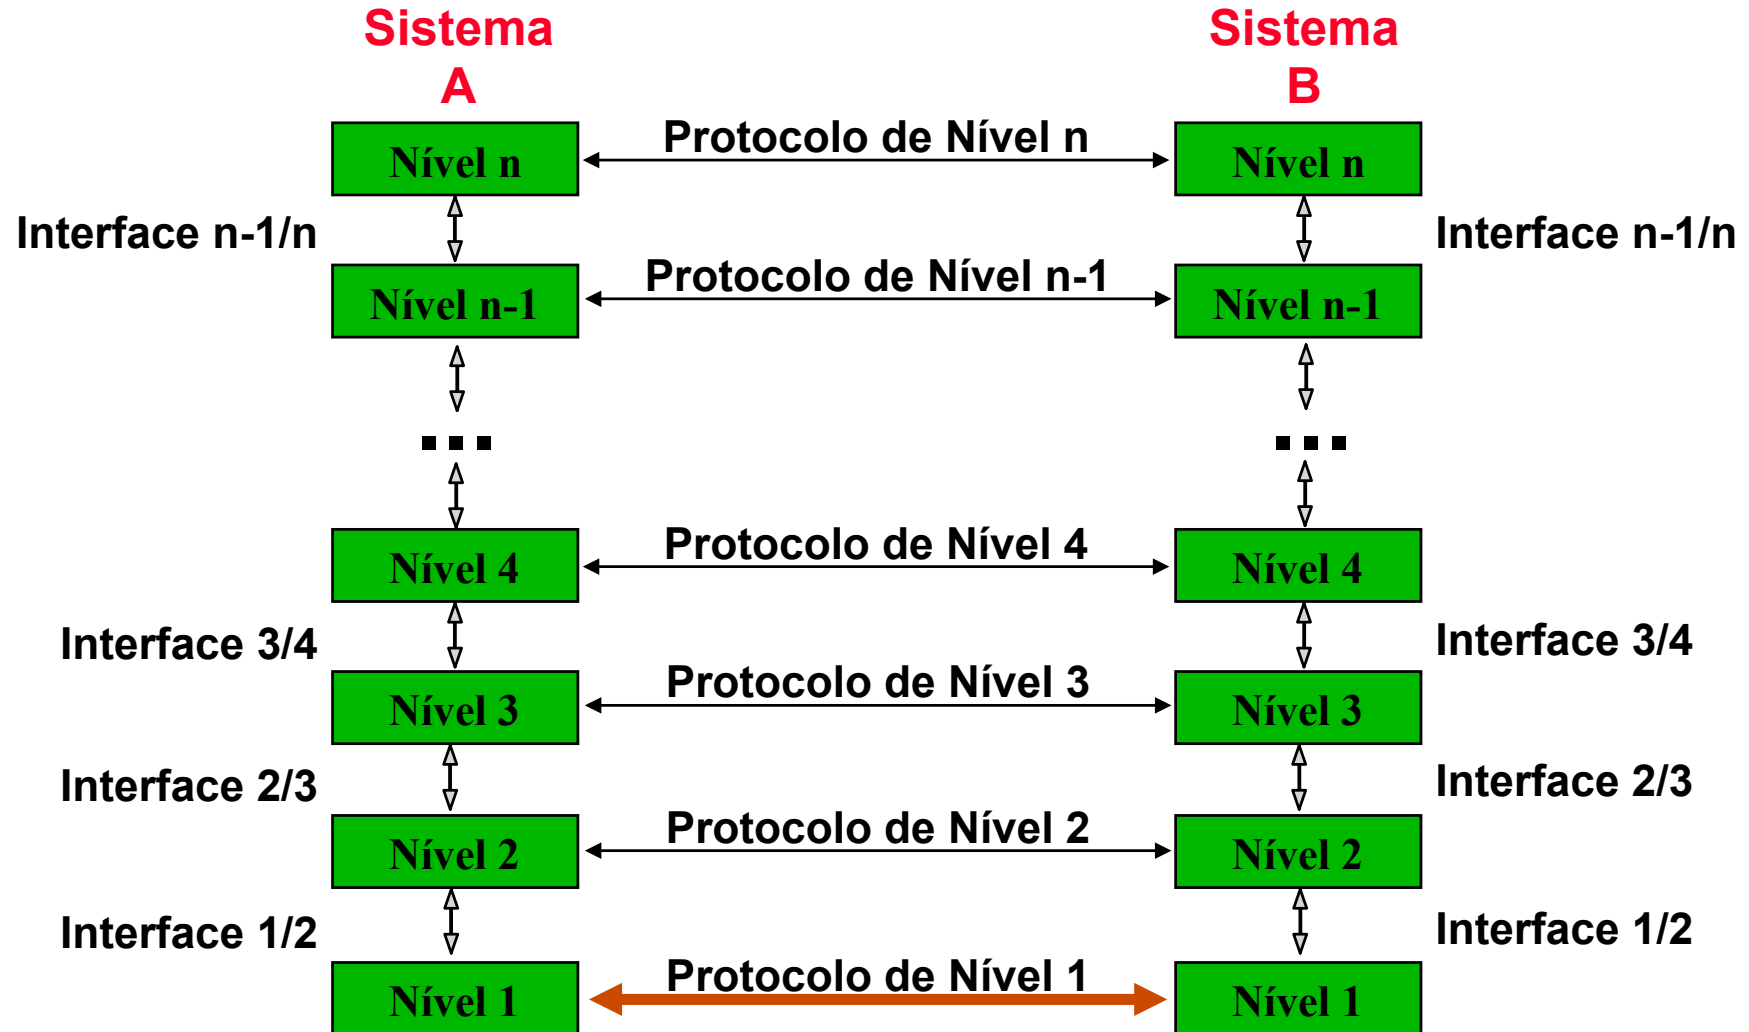 Sistema
A
Sistema
B
Protocolo de Nível n
Nível n
Nível n
Interface n-1/n
Interface n-1/n
Protocolo de Nível n-1
Nível n-1
Nível n-1
...
...
Protocolo de Nível 4
Nível 4
Nível 4
Interface 3/4
Interface 3/4
Protocolo de Nível 3
Nível 3
Nível 3
Interface 2/3
Interface 2/3
Protocolo de Nível 2
Nível 2
Nível 2
Interface 1/2
Interface 1/2
Protocolo de Nível 1
Nível 1
Nível 1